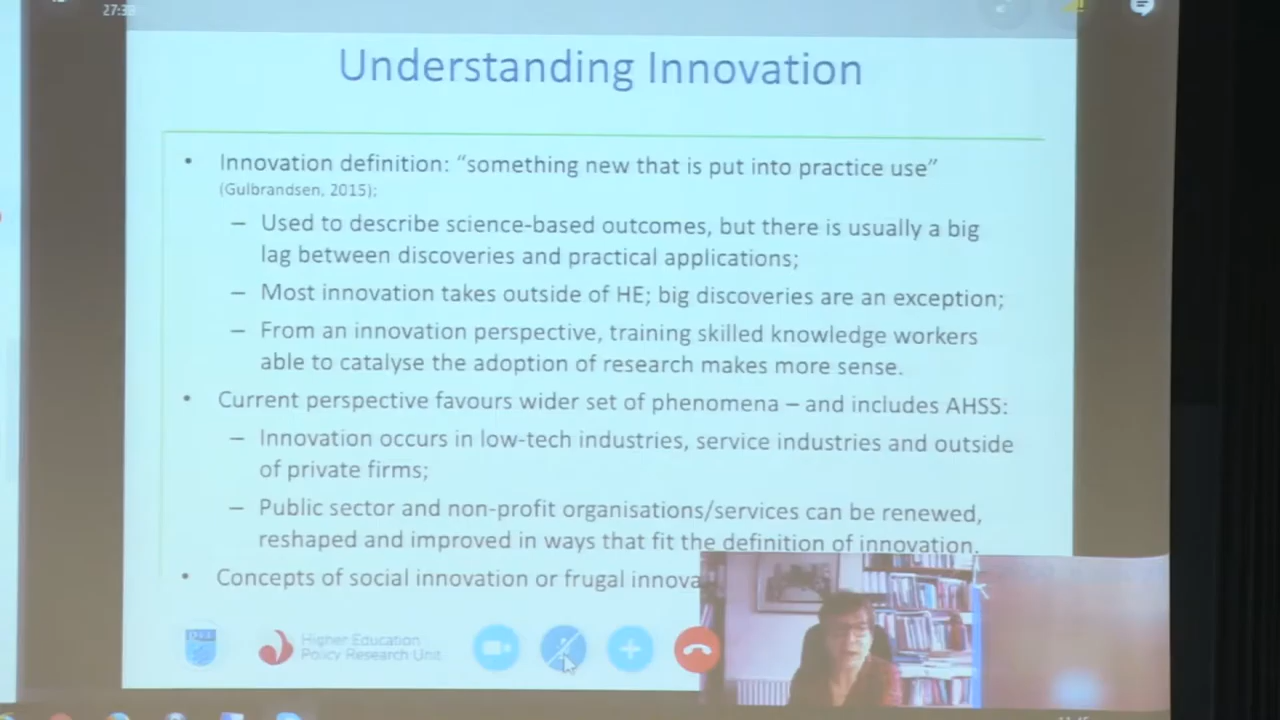 Understanding Innovation
• Innovation definition: “something new that is put into practice use”
(Gulbrandsen, 2015);
– Used to describe science-based outcomes, but there is usually a big
lag between discoveries and practical applications;
– Most innovation takes outside of HE; big discoveries are an exception;
– From an innovation perspective, training skilled knowledge workers
able to catalyse the adoption of research makes more sense.
• Current perspective favours wider set of phenomena – and includes AHSS:
– Innovation occurs in low-tech industries, service industries and outside
of private firms;
– Public sector and non-profit organisations/services can be renewed,
reshaped and improved in ways that fit the definition of innovation.
• Concepts of social innovation or frugal innova
Higher Education
Policy Research Unit